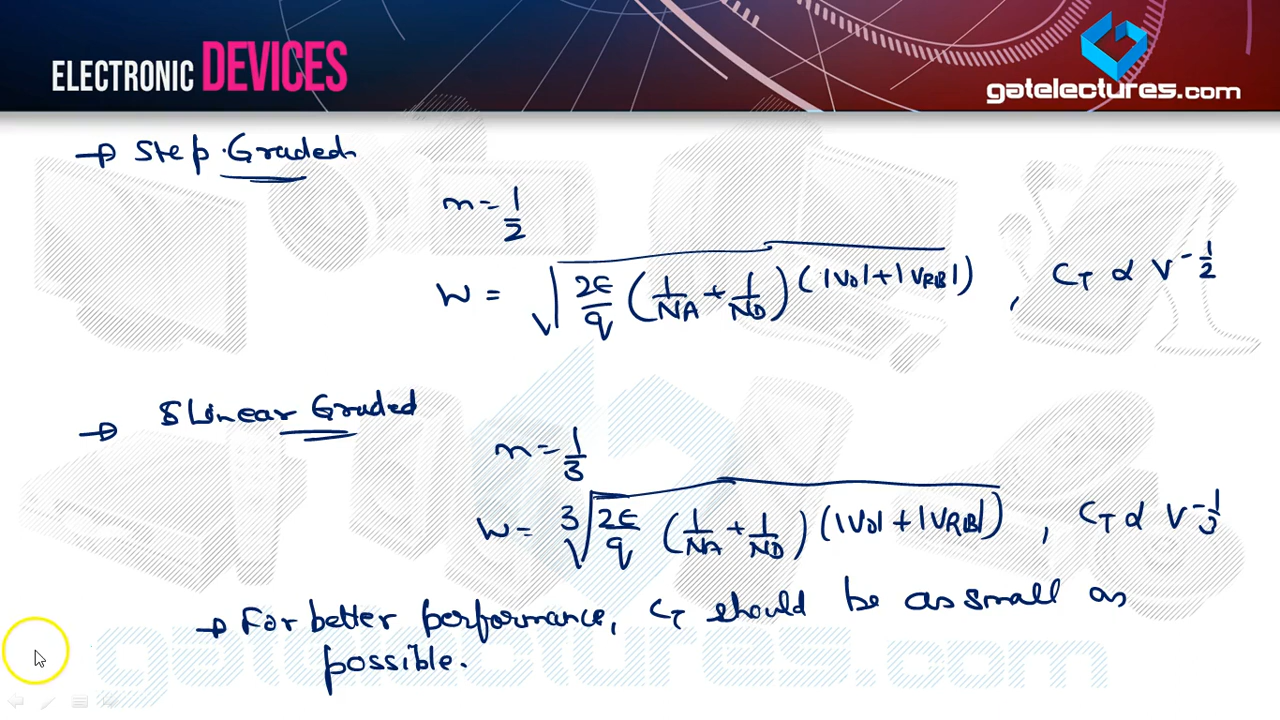 ELECTRONIC DEVICES
gatelectures.com
→ Step Graded
m = 1/2
W = √(2ε/q (1/NA + 1/ND) (|V0| + |VRB|)) , CT ∝ V^-1/2
→ Linear Graded
m = 1/3
W = ∛(2ε/q (1/NA + 1/ND) (|V0| + |VRB|)) , CT ∝ V^-1/3
→ For better performance, CT should be as small as
possible.
gatelectures.com